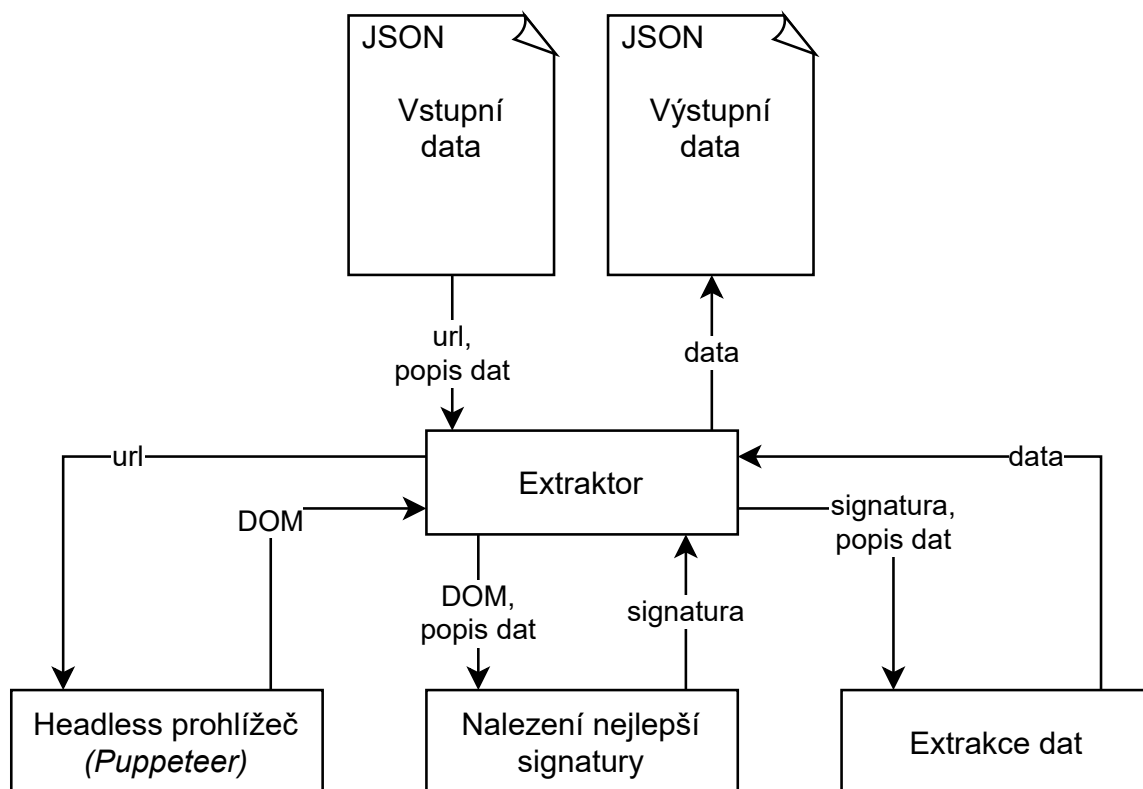 JSON
Vstupní
data
JSON
Výstupní
data
url,
popis dat
data
url
Extraktor
data
DOM
signatura,
popis dat
DOM,
popis dat
signatura
Headless prohlížeč
(Puppeteer)
Nalezení nejlepší
signatury
Extrakce dat